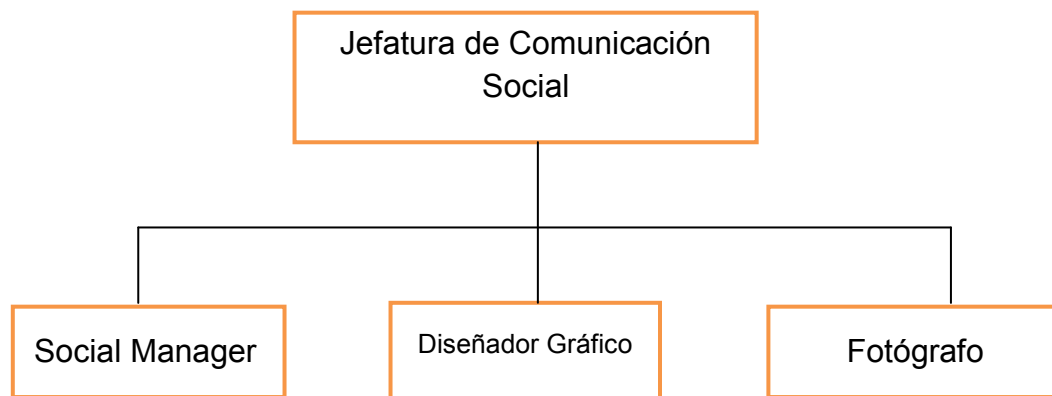 Jefatura de Comunicación
Social
Social Manager
Diseñador Gráfico
Fotógrafo